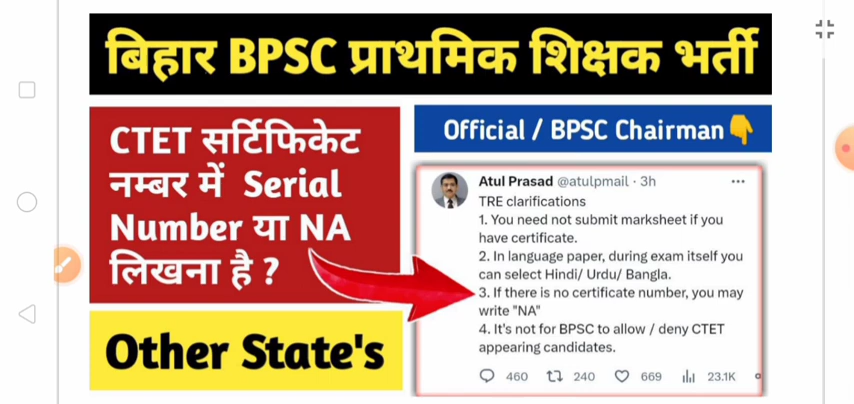 बिहार BPSC प्राथमिक शिक्षक भर्ती
CTET सर्टिफिकेट
नम्बर में Serial
Number या NA
लिखना है ?
Other State's
Official / BPSC Chairman👇
Atul Prasad @atulpmail · 3h
TRE clarifications
1. You need not submit marksheet if you
have certificate.
2. In language paper, during exam itself you
can select Hindi/ Urdu/ Bangla.
3. If there is no certificate number, you may
write "NA"
4. It's not for BPSC to allow / deny CTET
appearing candidates.
460 240 669 23.1K